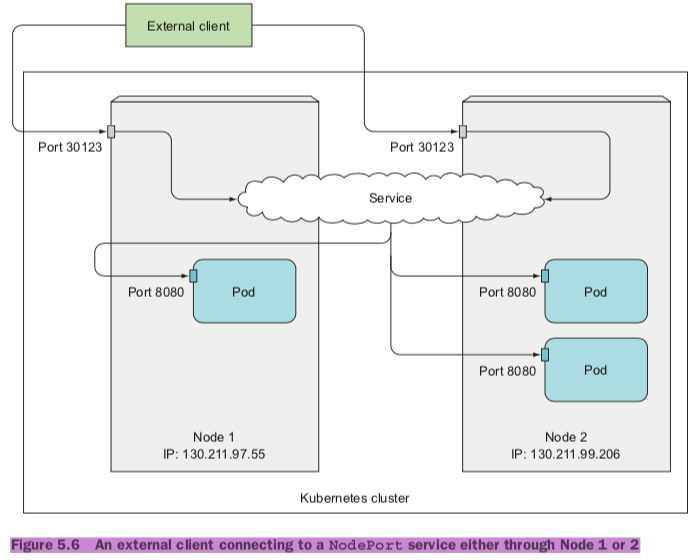 External client
Port 30123
Port 30123
Service
Port 8080
Pod
Port 8080
Pod
Port 8080
Pod
Node 1
IP: 130.211.97.55
Node 2
IP: 130.211.99.206
Kubernetes cluster
Figure 5.6 An external client connecting to a NodePort service either through Node 1 or 2